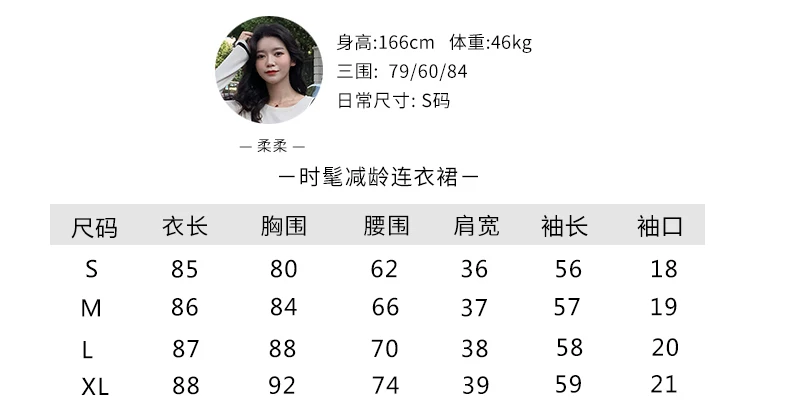 身高:166cm 体重:46kg
三围: 79/60/84
日常尺寸: S码
— 柔柔 —
－时髦减龄连衣裙－
尺码 衣长 胸围 腰围 肩宽 袖长 袖口
S 85 80 62 36 56 18
M 86 84 66 37 57 19
L 87 88 70 38 58 20
XL 88 92 74 39 59 21